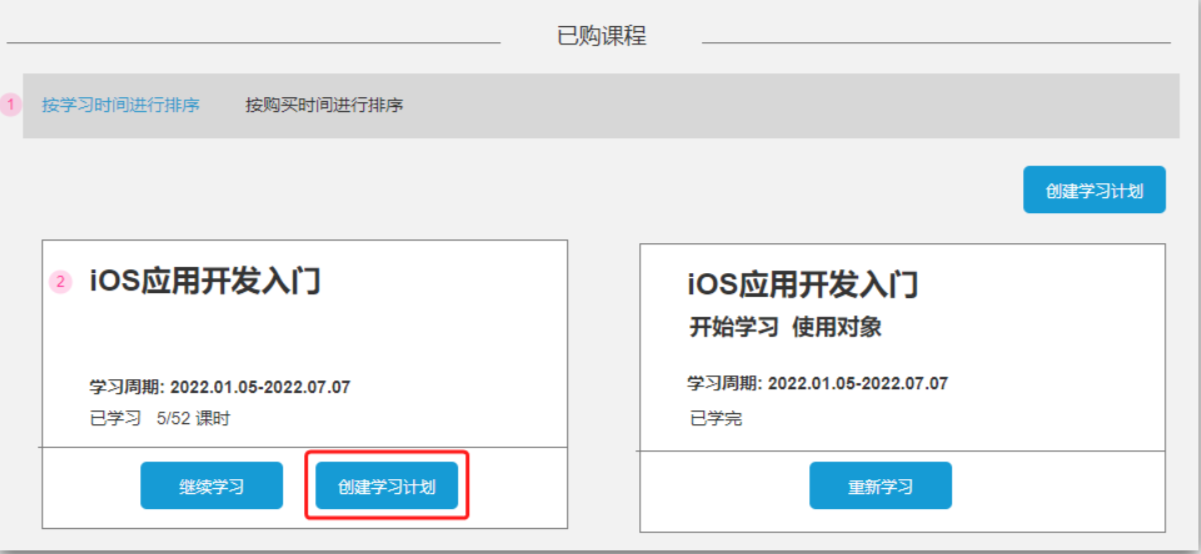 已购课程
1 按学习时间进行排序 按购买时间进行排序
创建学习计划
2 iOS应用开发入门
学习周期: 2022.01.05-2022.07.07
已学习 5/52 课时
继续学习 创建学习计划
iOS应用开发入门
开始学习 使用对象
学习周期: 2022.01.05-2022.07.07
已学完
重新学习